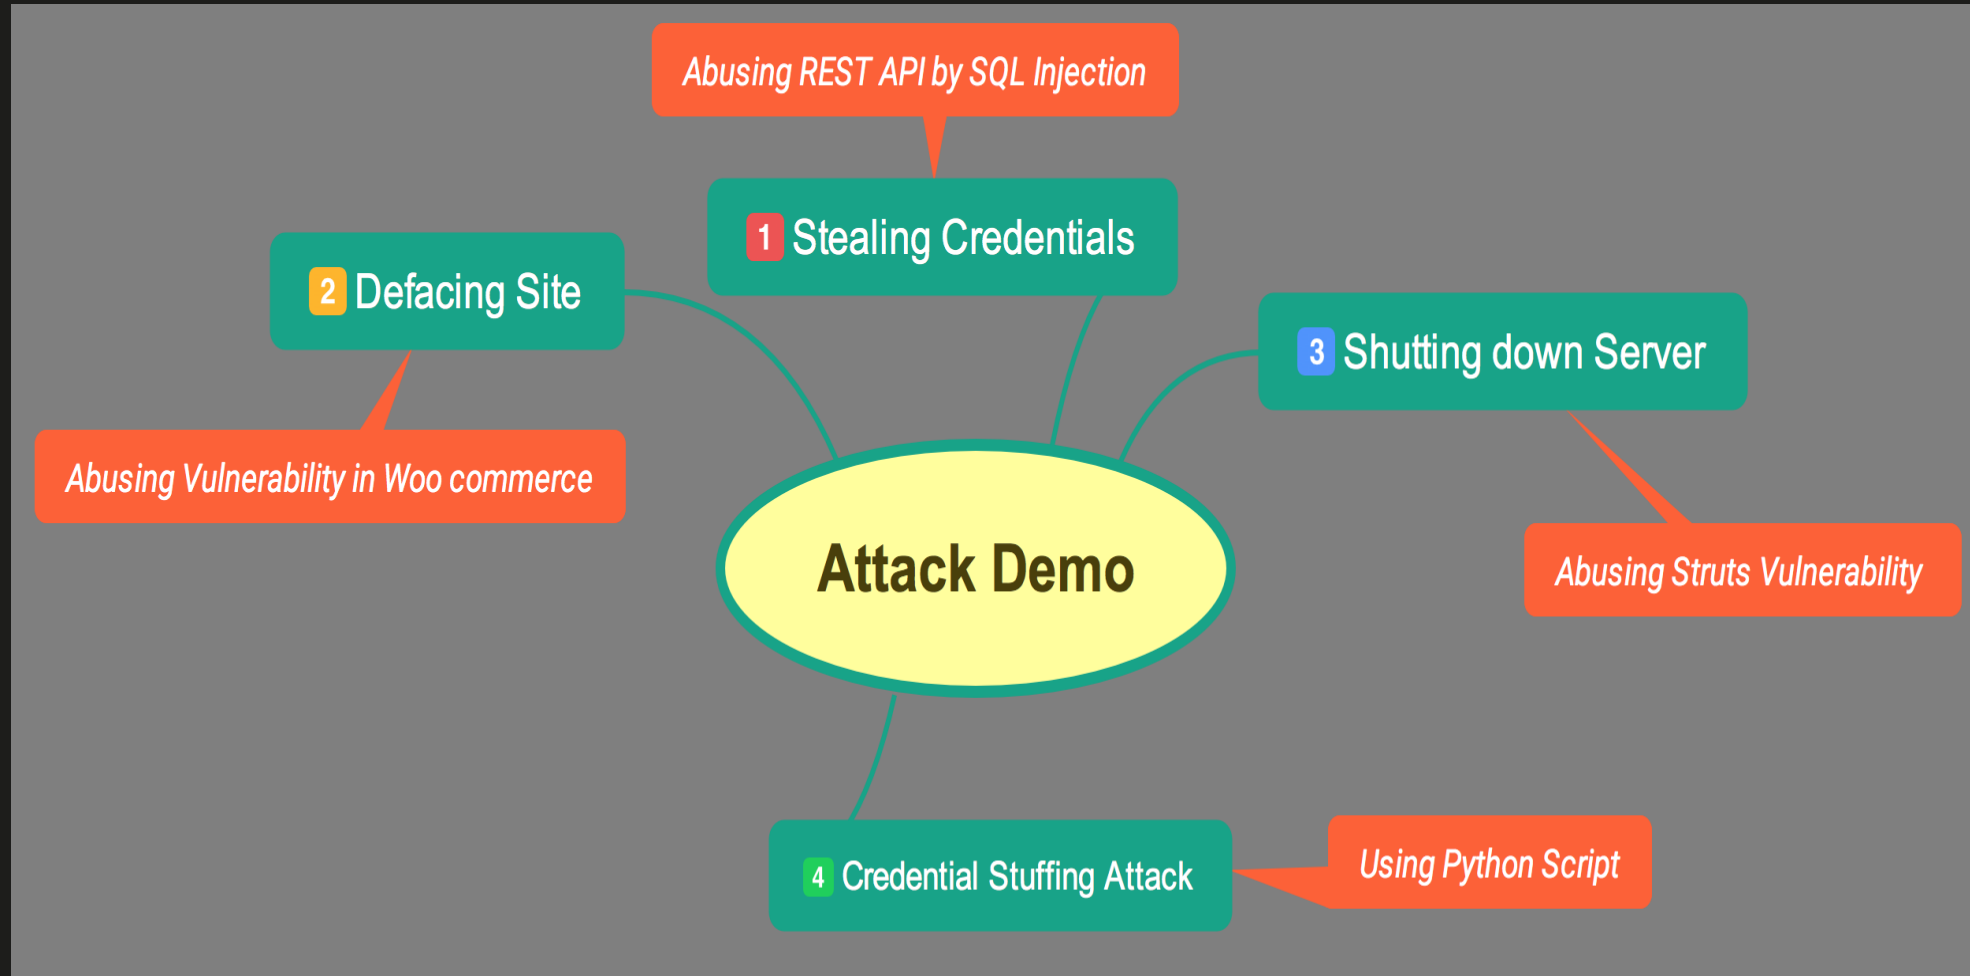 Abusing REST API by SQL Injection
1 Stealing Credentials
2 Defacing Site
3 Shutting down Server
Abusing Vulnerability in Woo commerce
Attack Demo
Abusing Struts Vulnerability
4 Credential Stuffing Attack
Using Python Script